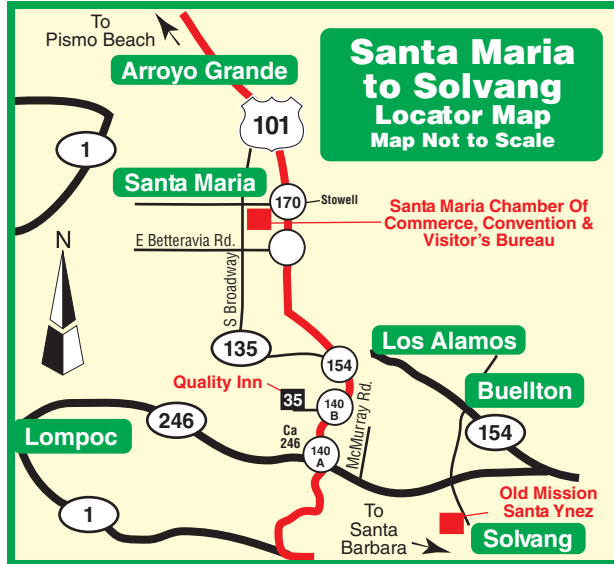 To
Pismo Beach
Arroyo Grande
Santa Maria
to Solvang
Locator Map
Map Not to Scale
101
1
Santa Maria
170
Stowell
Santa Maria Chamber Of
Commerce, Convention &
Visitor's Bureau
E Betteravia Rd.
N
S Broadway
135
154
Los Alamos
Quality Inn
35
140
B
McMurray Rd.
Buellton
154
246
Ca
246
140
A
Lompoc
1
Old Mission
Santa Ynez
To
Santa
Barbara
Solvang